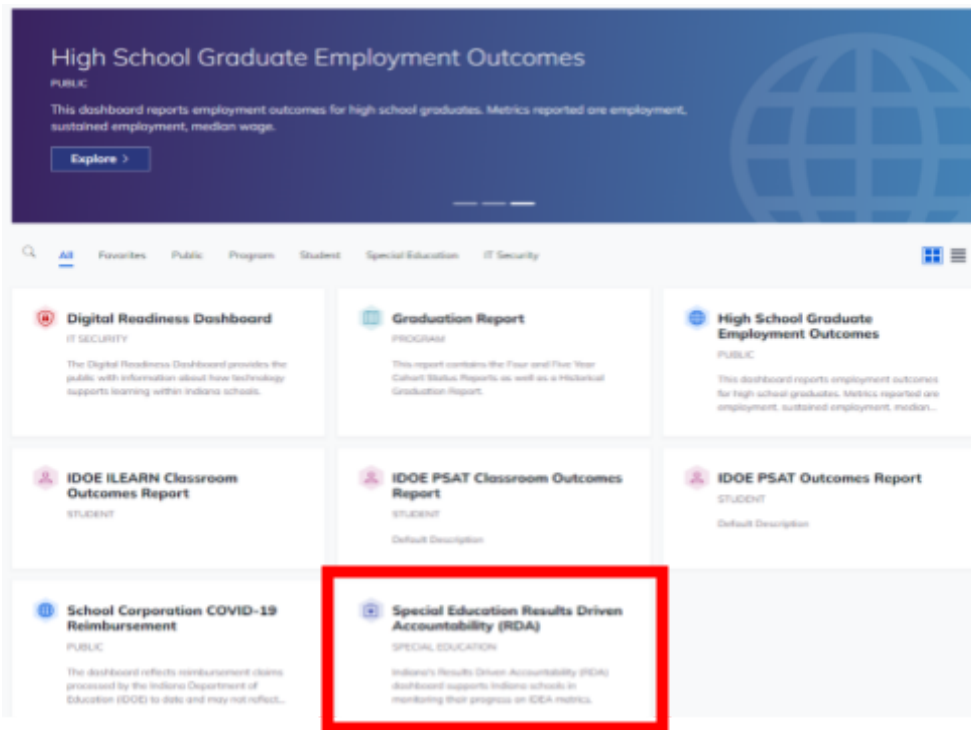 High School Graduate Employment Outcomes
PUBLIC
This dashboard reports employment outcomes for high school graduates. Metrics reported are employment,
sustained employment, median wage.
Explore >
All Favorites Public Program Student Special Education IT Security
Digital Readiness Dashboard
IT SECURITY
The Digital Readiness Dashboard provides the
public with information about how technology
supports learning within Indiana schools.
Graduation Report
PROGRAM
This report contains the Four and Five Year
Cohort Status Reports as well as a Historical
Graduation Report.
High School Graduate
Employment Outcomes
PUBLIC
This dashboard reports employment outcomes
for high school graduates. Metrics reported are
employment, sustained employment, median...
IDOE ILEARN Classroom
Outcomes Report
STUDENT
IDOE PSAT Classroom Outcomes
Report
STUDENT
Default Description
IDOE PSAT Outcomes Report
STUDENT
Default Description
School Corporation COVID-19
Reimbursement
PUBLIC
The dashboard reflects reimbursement claims
processed by the Indiana Department of
Education (IDOE) to date and may not reflect...
Special Education Results Driven
Accountability (RDA)
SPECIAL EDUCATION
Indiana's Results Driven Accountability (RDA)
dashboard supports Indiana schools in
monitoring their progress on IDEA metrics.